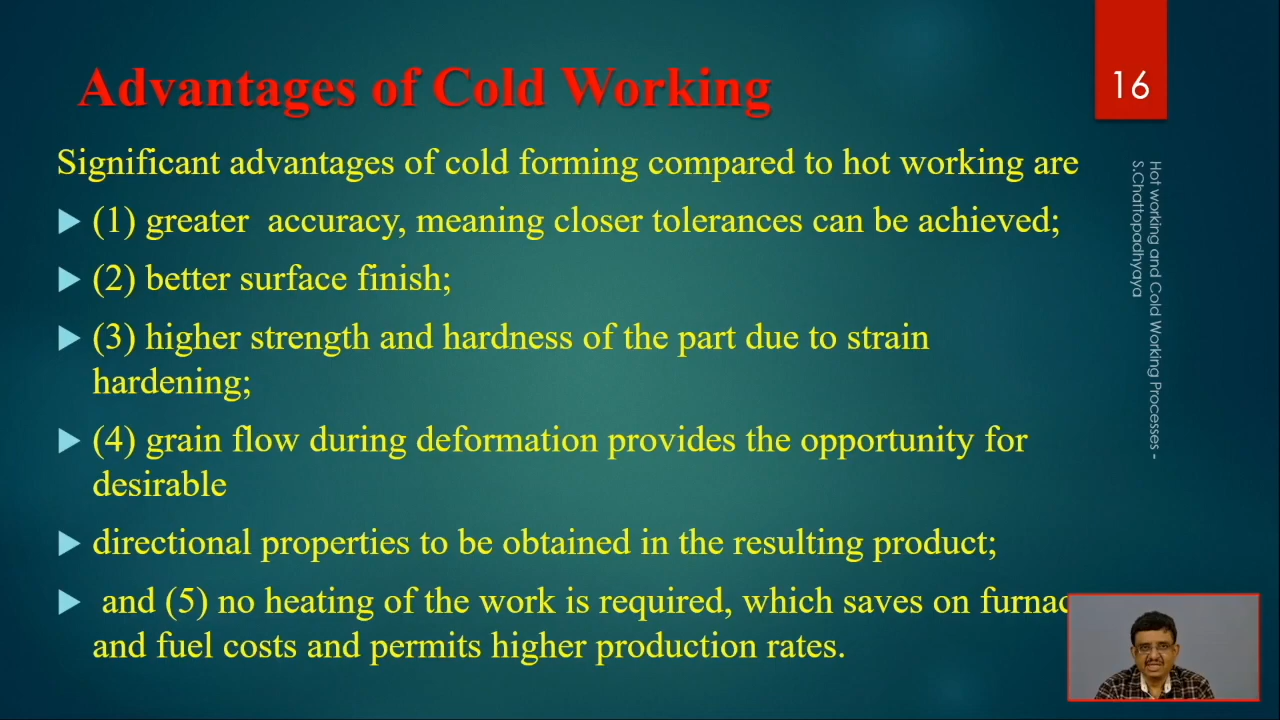 Advantages of Cold Working
16
Significant advantages of cold forming compared to hot working are
(1) greater accuracy, meaning closer tolerances can be achieved;
(2) better surface finish;
(3) higher strength and hardness of the part due to strain
hardening;
(4) grain flow during deformation provides the opportunity for
desirable
directional properties to be obtained in the resulting product;
and (5) no heating of the work is required, which saves on
and fuel costs and permits higher production rates.
Hot working and Cold Working Processes -
S.Chattopadhyaya